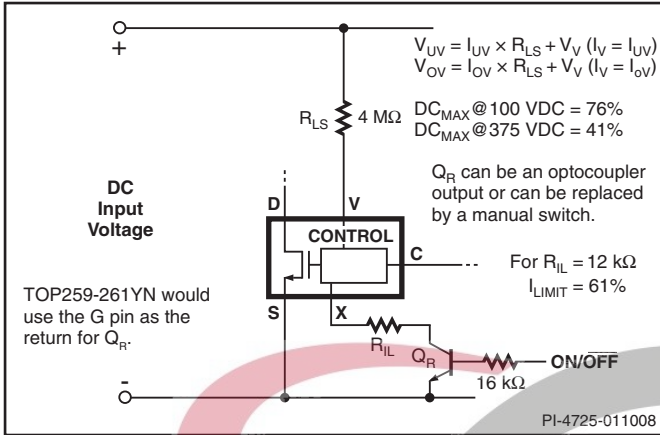 +
V_UV = I_UV × R_LS + V_V (I_V = I_UV)
V_OV = I_OV × R_LS + V_V (I_V = I_oV)
R_LS
4 MΩ
DC_MAX@100 VDC = 76%
DC_MAX@375 VDC = 41%
Q_R can be an optocoupler
output or can be replaced
by a manual switch.
DC
Input
Voltage
D
V
CONTROL
C
For R_IL = 12 kΩ
I_LIMIT = 61%
TOP259-261YN would
use the G pin as the
return for Q_R.
S
X
R_IL
Q_R
ON/OFF
16 kΩ
-
PI-4725-011008